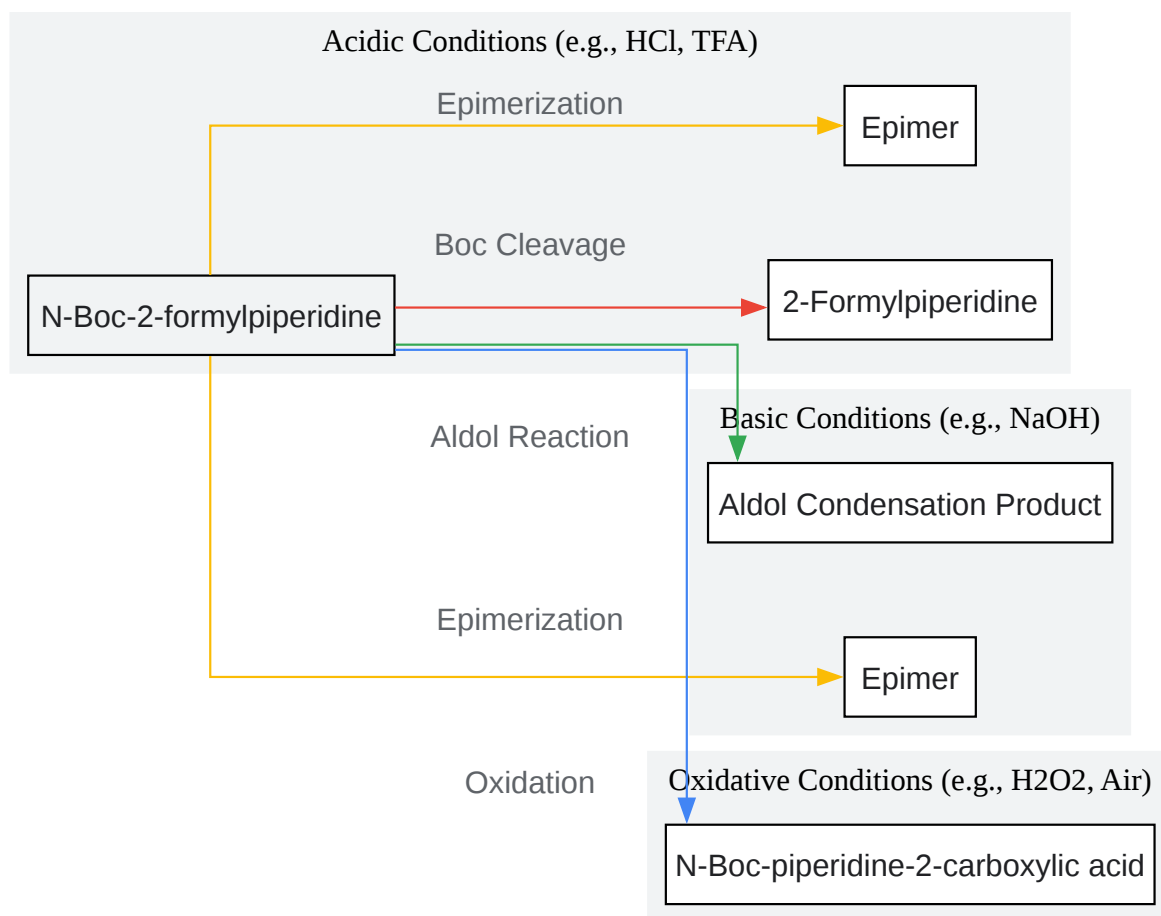 Acidic Conditions (e.g., HCl, TFA)
Epimerization
Epimer
Boc Cleavage
N-Boc-2-formylpiperidine
2-Formylpiperidine
Basic Conditions (e.g., NaOH)
Aldol Reaction
Aldol Condensation Product
Epimerization
Epimer
Oxidation
Oxidative Conditions (e.g., H2O2, Air)
N-Boc-piperidine-2-carboxylic acid